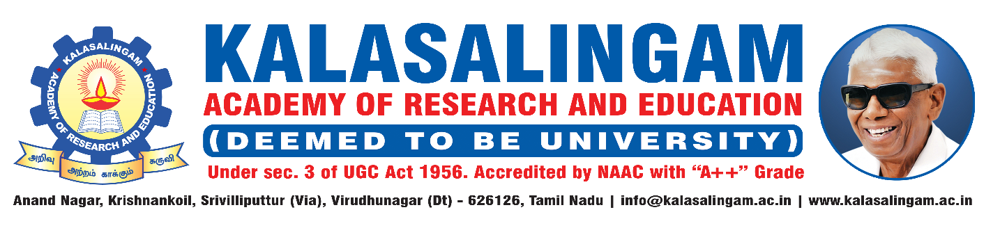 KALASALINGAM
ACADEMY OF RESEARCH AND EDUCATION
அறிவு
அற்றம் காக்கும்
கருவி
KALASALINGAM
ACADEMY OF RESEARCH AND EDUCATION
(DEEMED TO BE UNIVERSITY)
Under sec. 3 of UGC Act 1956. Accredited by NAAC with “A++” Grade
Anand Nagar, Krishnankoil, Srivilliputtur (Via), Virudhunagar (Dt) - 626126, Tamil Nadu | info@kalasalingam.ac.in | www.kalasalingam.ac.in